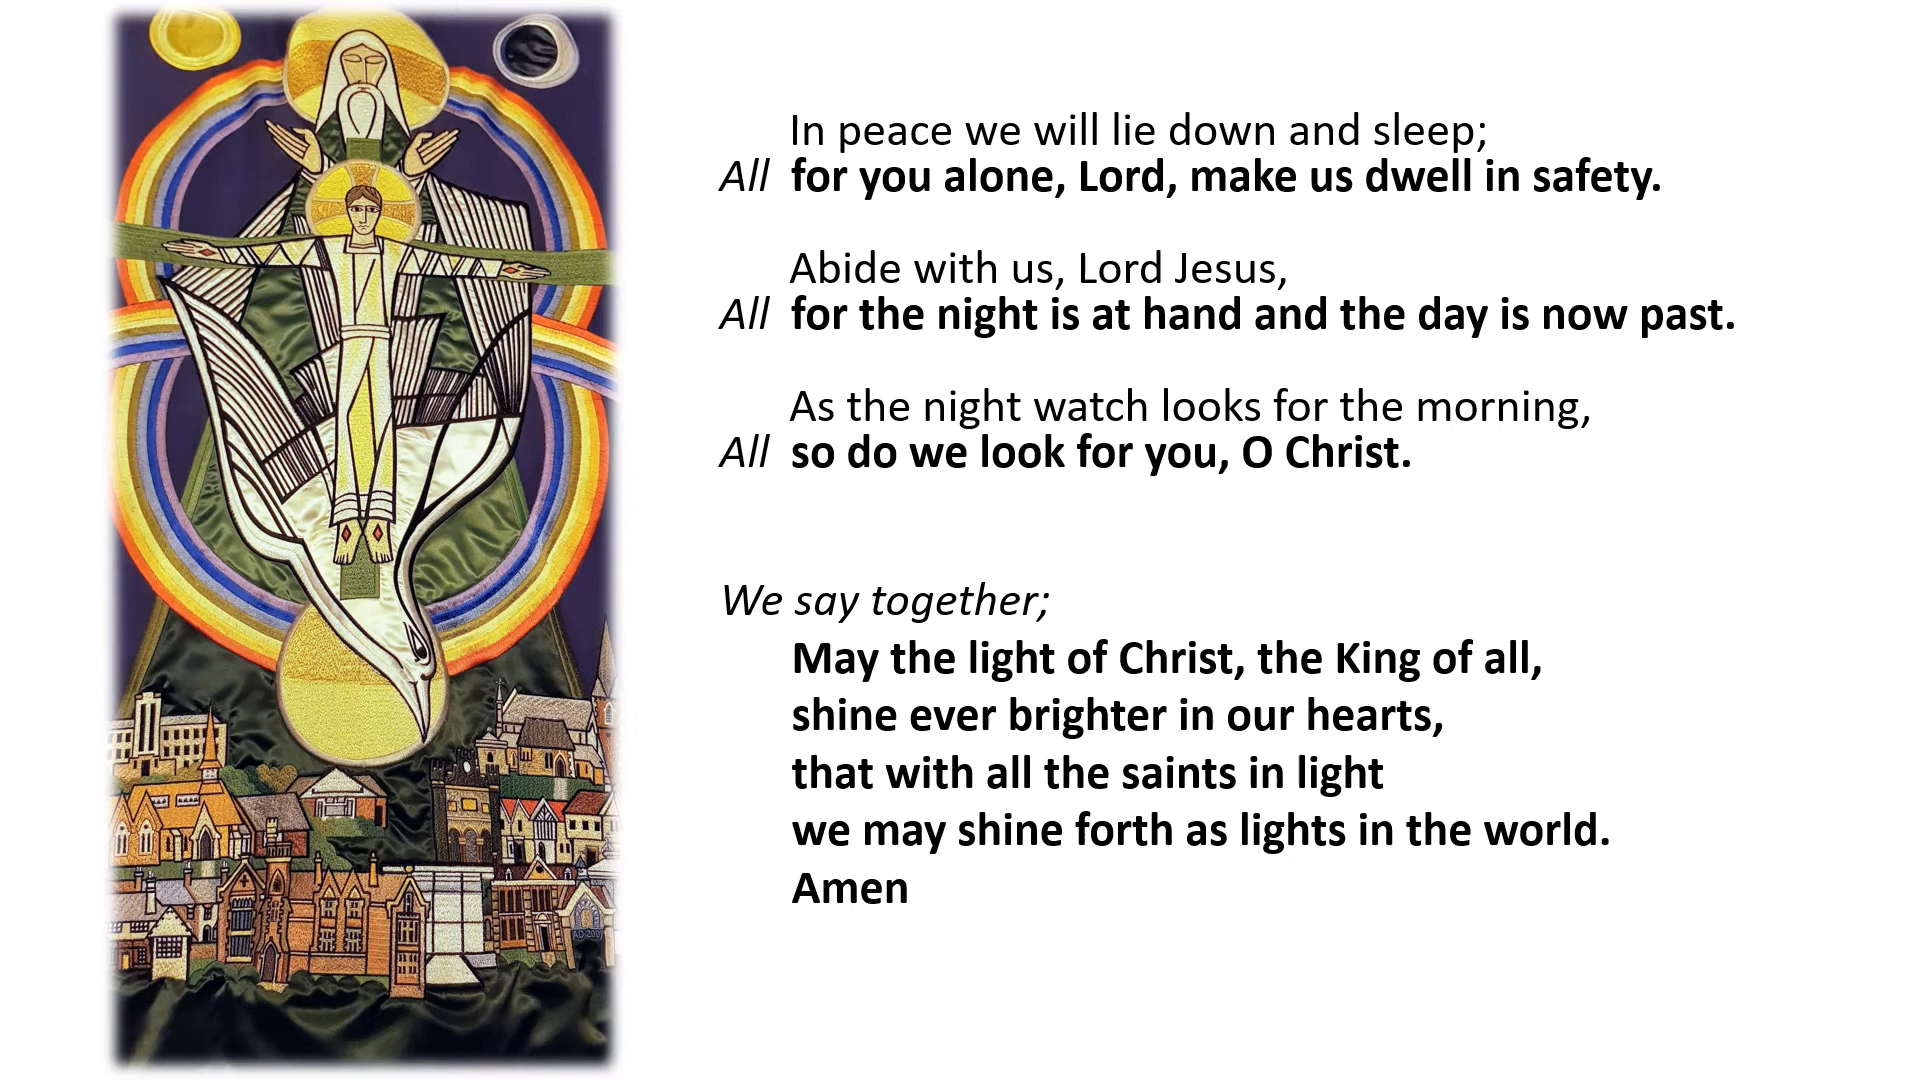 In peace we will lie down and sleep;
All for you alone, Lord, make us dwell in safety.
Abide with us, Lord Jesus,
All for the night is at hand and the day is now past.
As the night watch looks for the morning,
All so do we look for you, O Christ.
We say together;
May the light of Christ, the King of all,
shine ever brighter in our hearts,
that with all the saints in light
we may shine forth as lights in the world.
Amen